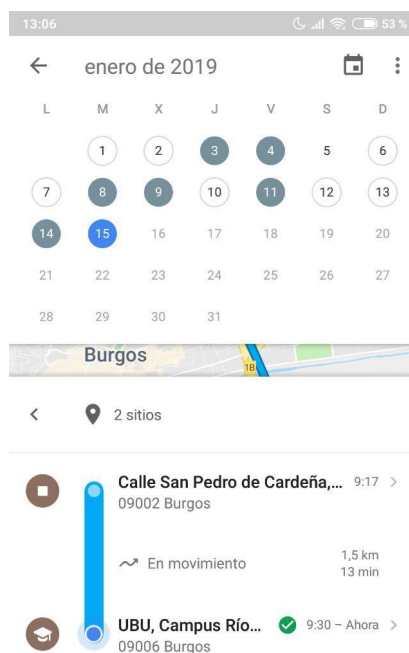 13:06 53 %
enero de 2019
L M X J V S D
1 2 3 4 5 6
7 8 9 10 11 12 13
14 15 16 17 18 19 20
21 22 23 24 25 26 27
28 29 30 31
Burgos
1B
2 sitios
Calle San Pedro de Cardeña,... 9:17
09002 Burgos
En movimiento 1,5 km
13 min
UBU, Campus Río... 9:30 – Ahora
09006 Burgos